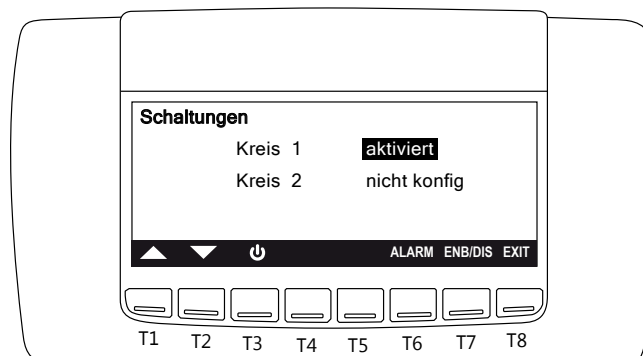 Schaltungen
Kreis 1 aktiviert
Kreis 2 nicht konfig
ALARM ENB/DIS EXIT
T1 T2 T3 T4 T5 T6 T7 T8